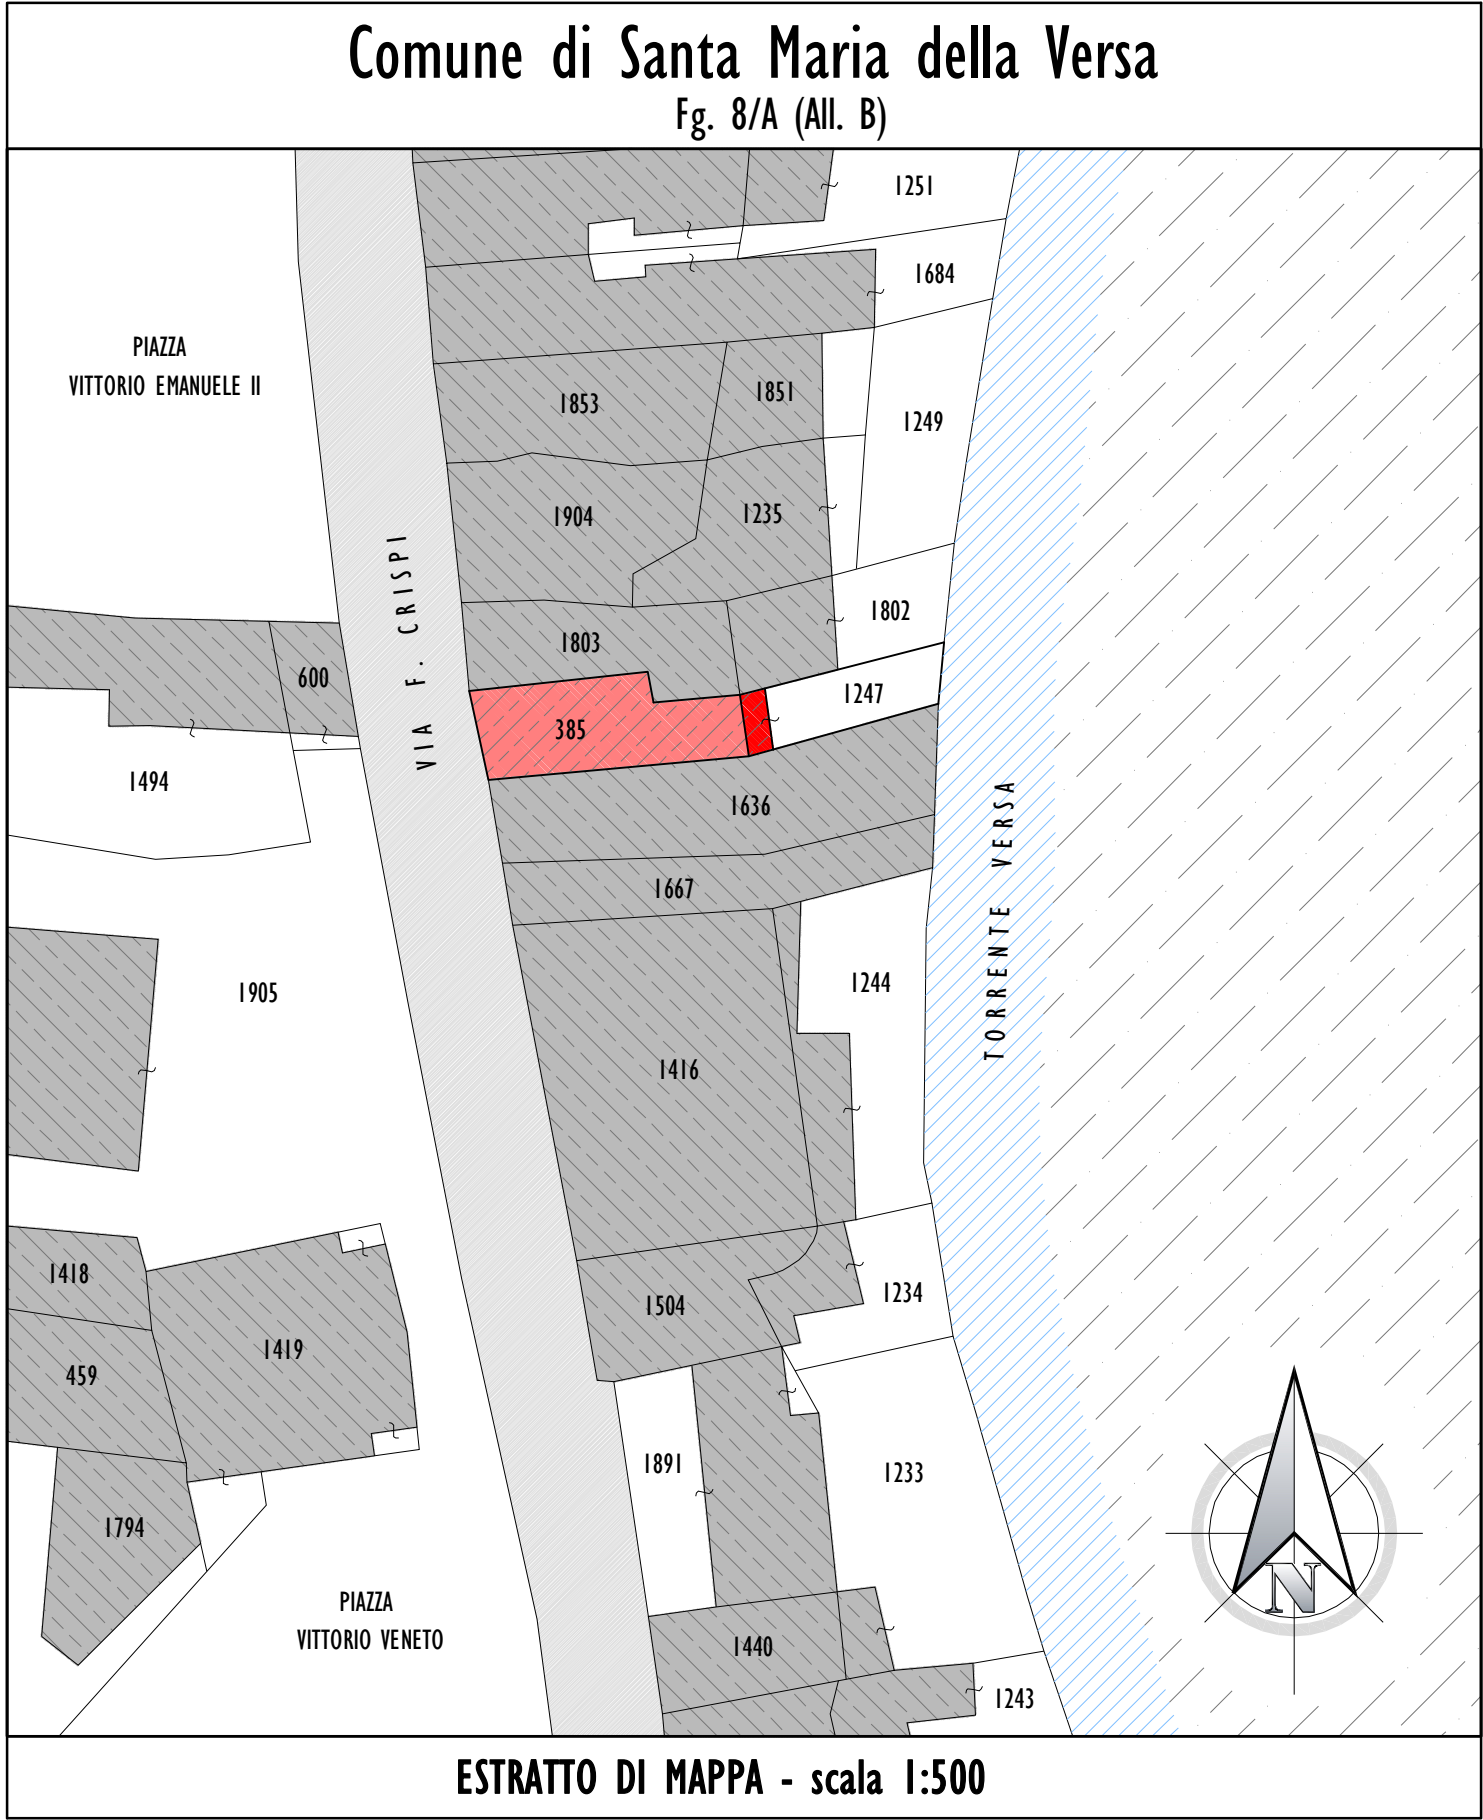 Comune di Santa Maria della Versa
Fg. 8/A (All. B)
1251
1684
PIAZZA
VITTORIO EMANUELE II
1853
1851
1249
1904
1235
VIA F. CRISPI
1802
1803
600
1247
385
1494
1636
TORRENTE VERSA
1667
1905
1244
1416
1418
1504
1234
1419
459
1891
1233
1794
PIAZZA
VITTORIO VENETO
1440
1243
N
ESTRATTO DI MAPPA - scala 1:500